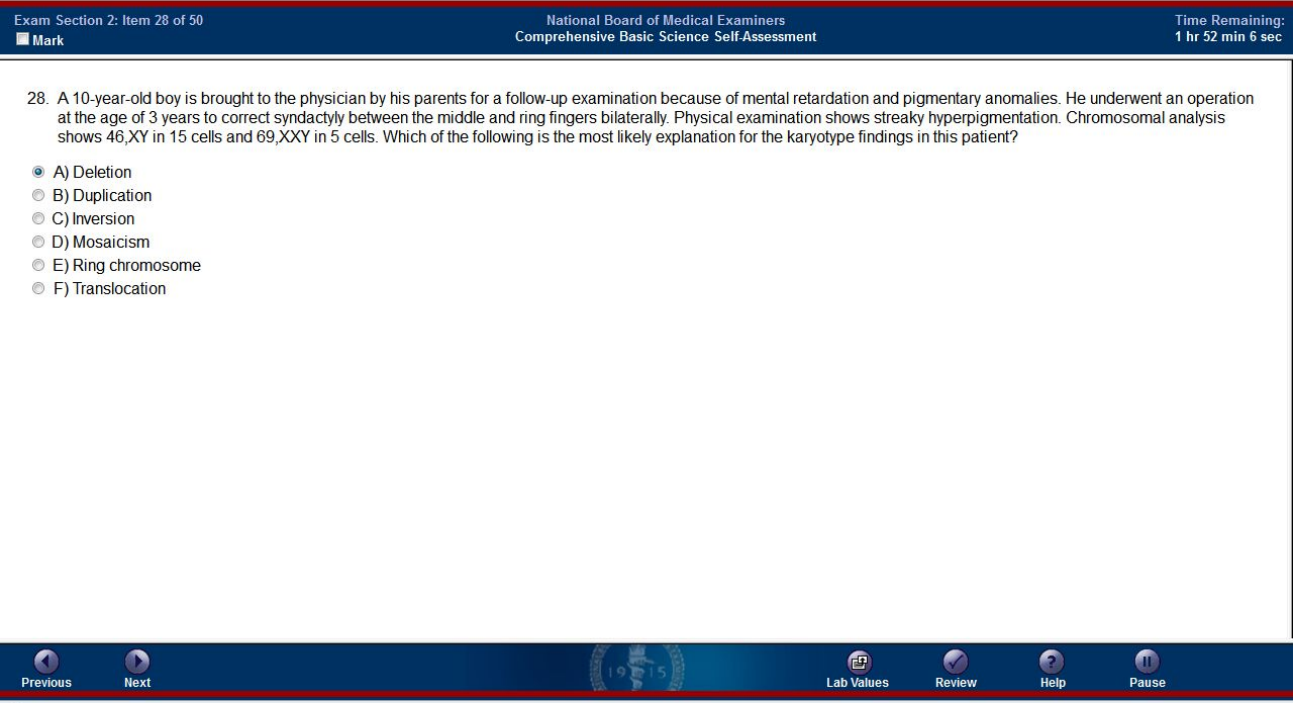 Exam Section 2: Item 28 of 50
National Board of Medical Examiners
Time Remaining:
Mark
Comprehensive Basic Science Self-Assessment
1 hr 52 min 6 sec
28. A 10-year-old boy is brought to the physician by his parents for a follow-up examination because of mental retardation and pigmentary anomalies. He underwent an operation
at the age of 3 years to correct syndactyly between the middle and ring fingers bilaterally. Physical examination shows streaky hyperpigmentation. Chromosomal analysis
shows 46,XY in 15 cells and 69,XXY in 5 cells. Which of the following is the most likely explanation for the karyotype findings in this patient?
A) Deletion
B) Duplication
C) Inversion
D) Mosaicism
E) Ring chromosome
F) Translocation
1915
Previous
Next
Lab Values
Review
Help
Pause